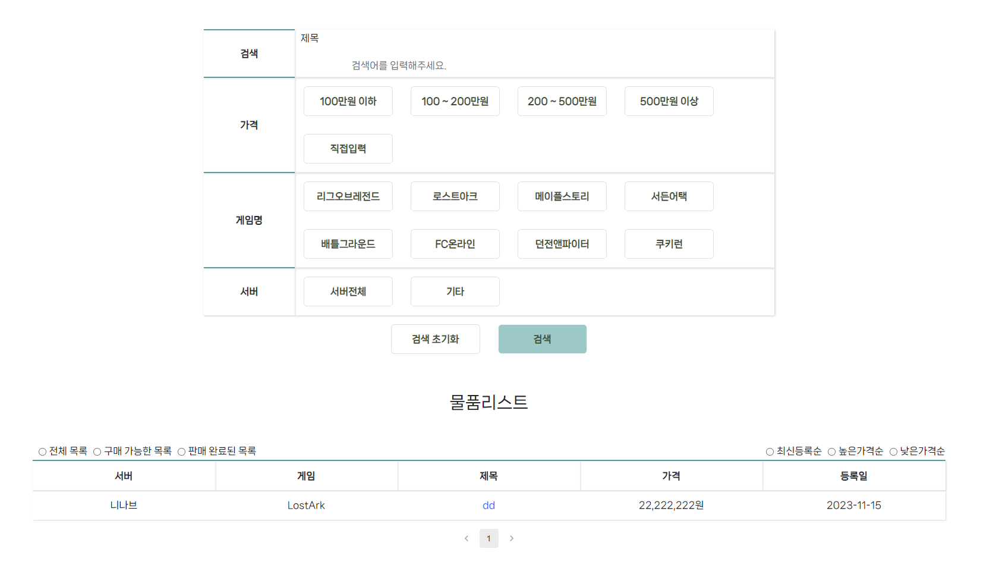 검색
제목
검색어를 입력해주세요.
가격
100만원 이하 100 ~ 200만원 200 ~ 500만원 500만원 이상
직접입력
게임명
리그오브레전드 로스트아크 메이플스토리 서든어택
배틀그라운드 FC온라인 던전앤파이터 쿠키런
서버 서버전체 기타
검색 초기화 검색
물품리스트
전체 목록 구매 가능한 목록 판매 완료된 목록 최신등록순 높은가격순 낮은가격순
서버 게임 제목 가격 등록일
니나브 LostArk dd 22,222,222원 2023-11-15
1